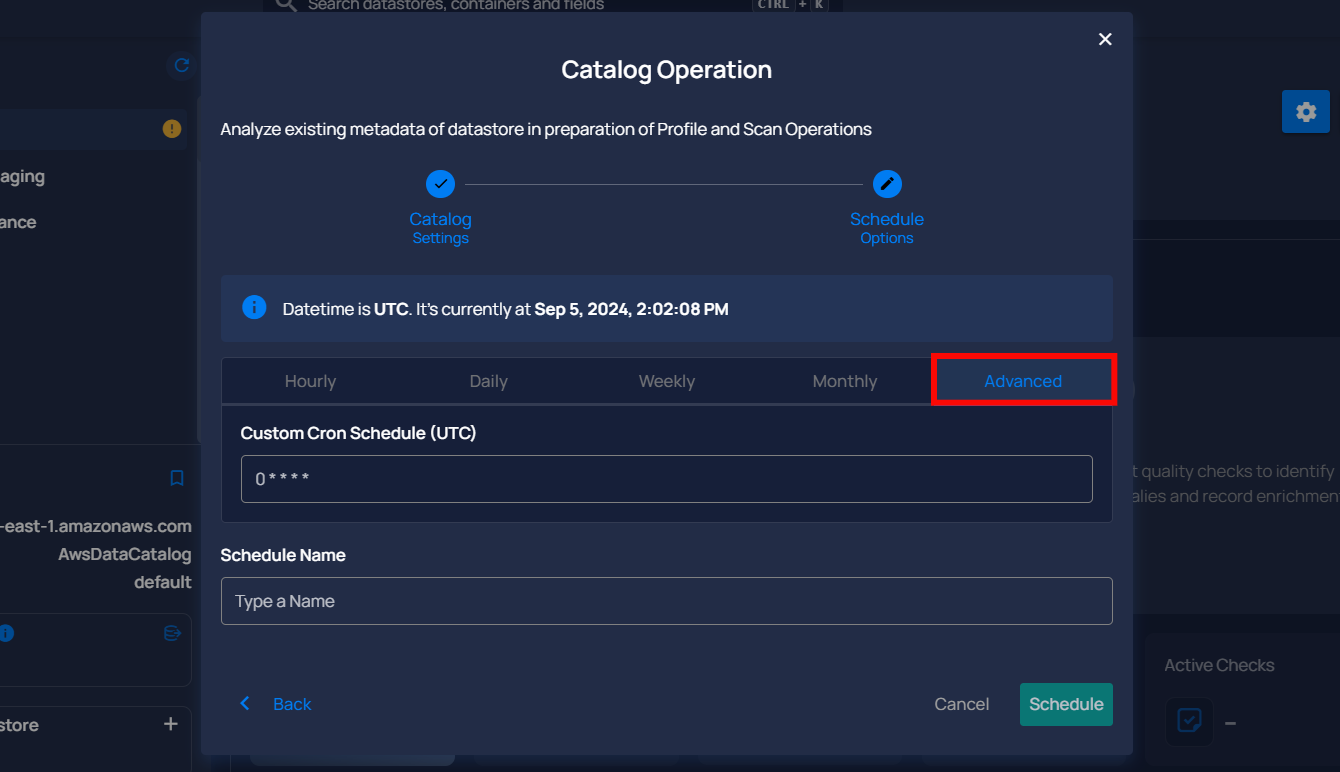 Search datastores, containers and fields
CTRL + K
Catalog Operation
Analyze existing metadata of datastore in preparation of Profile and Scan Operations
aging
ance
Catalog
Settings
Schedule
Options
Datetime is UTC. It's currently at Sep 5, 2024, 2:02:08 PM
Hourly
Daily
Weekly
Monthly
Advanced
Custom Cron Schedule (UTC)
0 * * * *
t quality checks to identify
alies and record enrichmen
-east-1.amazonaws.com
AwsDataCatalog
default
Schedule Name
Type a Name
Active Checks
–
store
Back
Cancel
Schedule